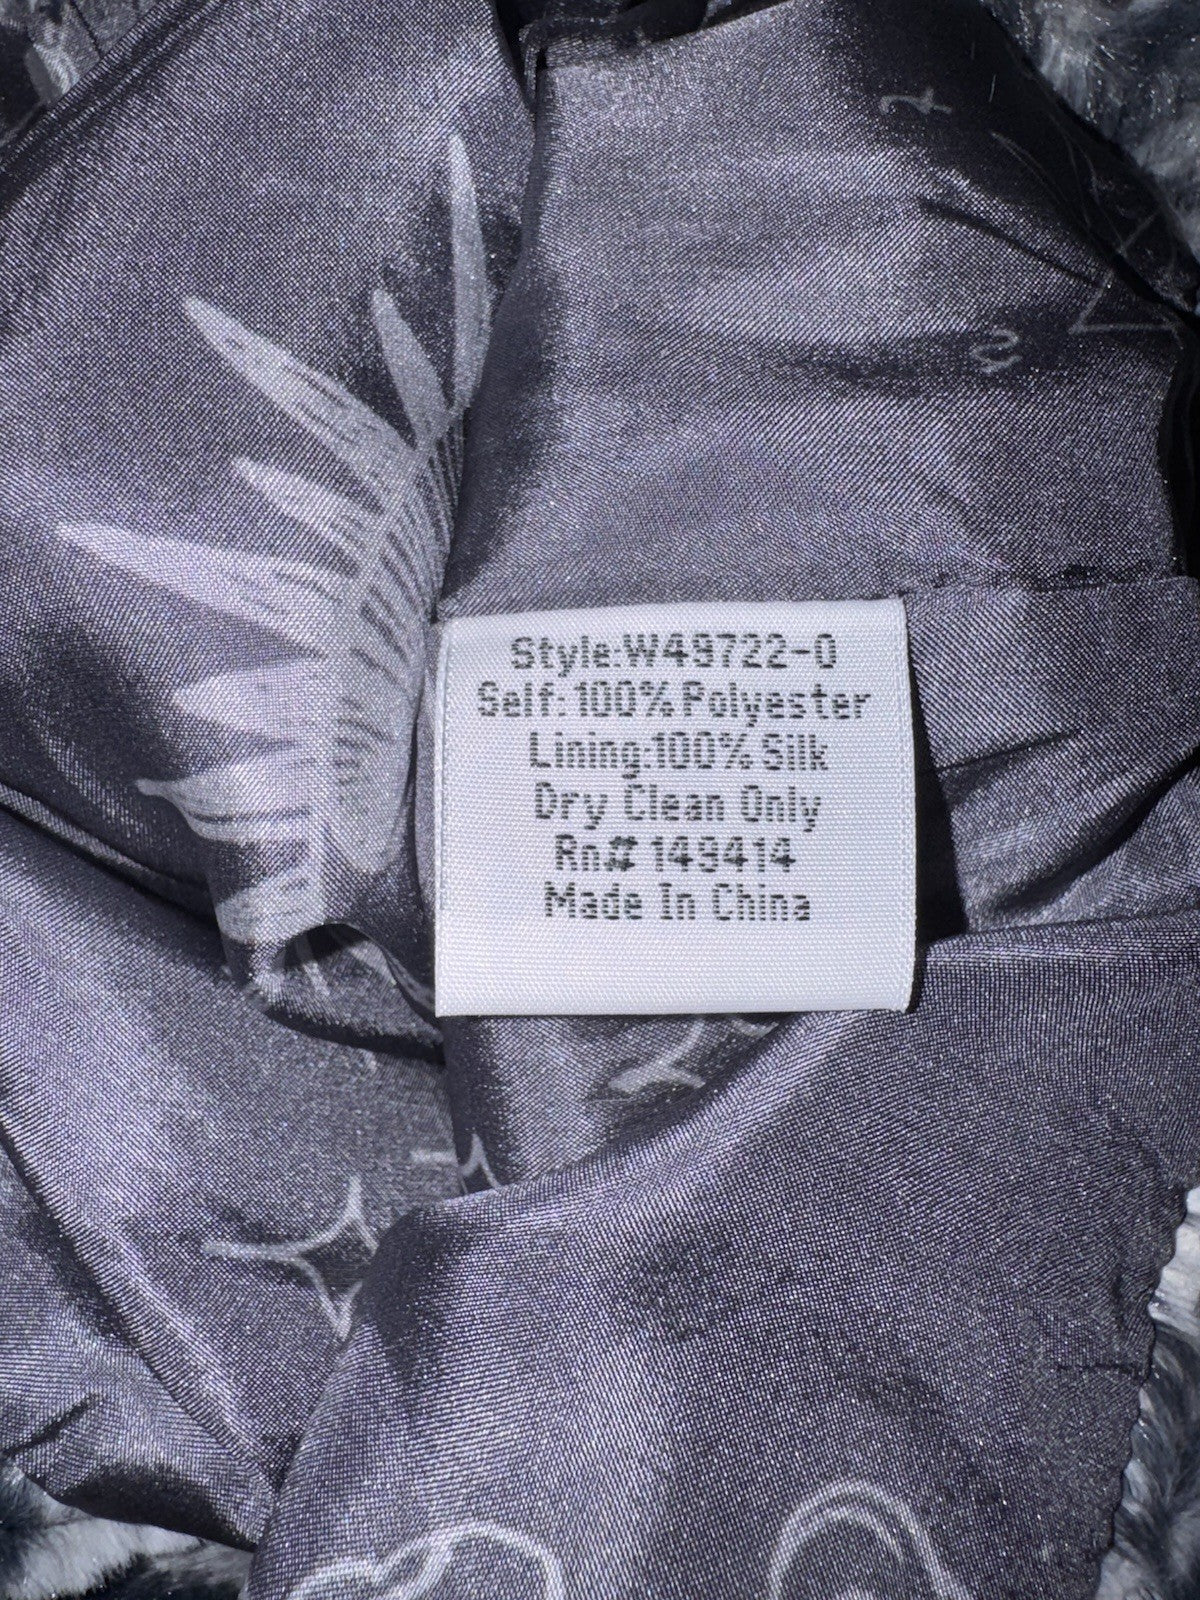 Style:W49722-0
Self: 100% Polyester
Lining:100% Silk
Dry Clean Only
Rn# 149414
Made In China